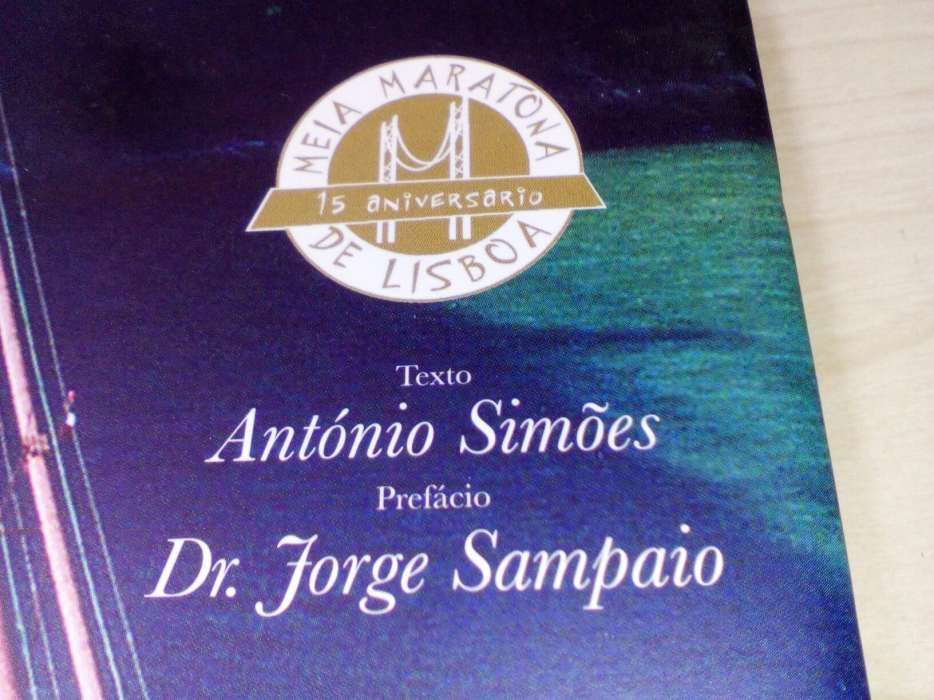 MEIA MARATONA
15 ANIVERSARIO
DE LISBOA
Texto
António Simões
Prefácio
Dr. Jorge Sampaio